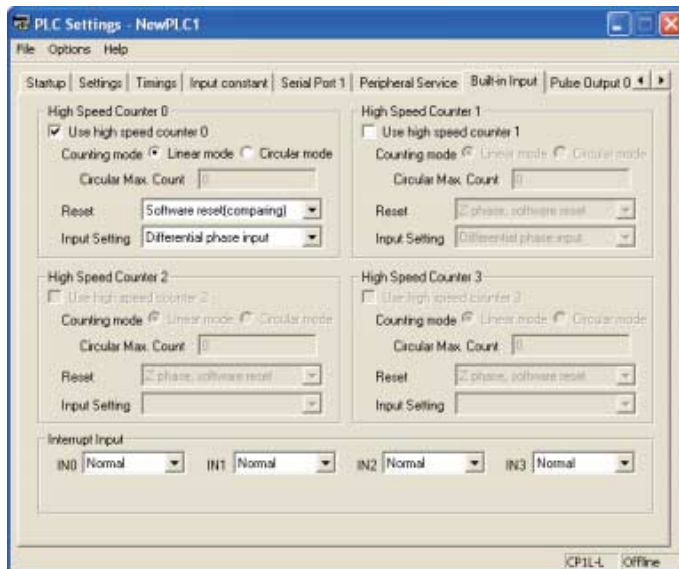 PLC Settings - NewPLC1
File Options Help
Startup Settings Timings Input constant Serial Port 1 Peripheral Service Built-in Input Pulse Output 0
High Speed Counter 0
Use high speed counter 0
Counting mode Linear mode Circular mode
Circular Max. Count 0
Reset Software reset(comparing)
Input Setting Differential phase input
High Speed Counter 1
Use high speed counter 1
Counting mode Linear mode Circular mode
Circular Max. Count 0
Reset Z phase, software reset
Input Setting Differential phase input
High Speed Counter 2
Use high speed counter 2
Counting mode Linear mode Circular mode
Circular Max. Count 0
Reset Z phase, software reset
Input Setting
High Speed Counter 3
Use high speed counter 3
Counting mode Linear mode Circular mode
Circular Max. Count 0
Reset Z phase, software reset
Input Setting
Interrupt Input
IN0 Normal IN1 Normal IN2 Normal IN3 Normal
CP1L-L Offline